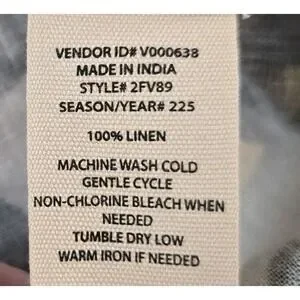 VENDOR ID# V000638
MADE IN INDIA
STYLE# 2FV89
SEASON/YEAR# 225
100% LINEN
MACHINE WASH COLD
GENTLE CYCLE
NON-CHLORINE BLEACH WHEN
NEEDED
TUMBLE DRY LOW
WARM IRON IF NEEDED